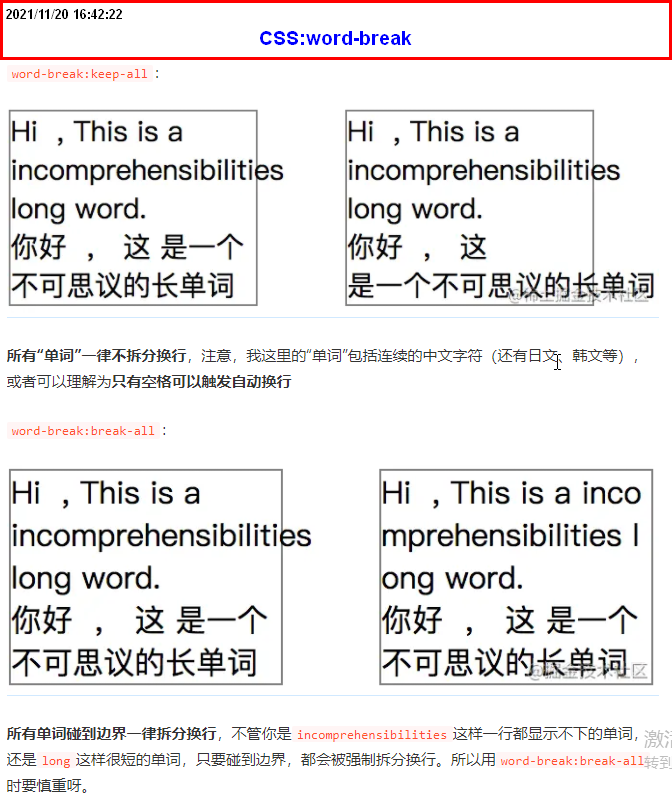 2021/11/20 16:42:22
CSS:word-break
word-break:keep-all：
Hi ，This is a
incomprehensibilities
long word.
你好 ， 这 是一个
不可思议的长单词
Hi ，This is a
incomprehensibilities
long word.
你好 ， 这
是一个不可思议的长单词
@稀土掘金技术社区
所有“单词”一律不拆分换行，注意，我这里的“单词”包括连续的中文字符（还有日文、韩文等），
或者可以理解为只有空格可以触发自动换行
word-break:break-all：
Hi ，This is a
incomprehensibilities
long word.
你好 ， 这 是一个
不可思议的长单词
Hi ，This is a inco
mprehensibilities l
ong word.
你好 ， 这 是一个
不可思议的长单词
@掘金技术社区
所有单词碰到边界一律拆分换行，不管你是 incomprehensibilities 这样一行都显示不下的单词，
还是 long 这样很短的单词，只要碰到边界，都会被强制拆分换行。所以用 word-break:break-all
时要慎重呀。
激
转到